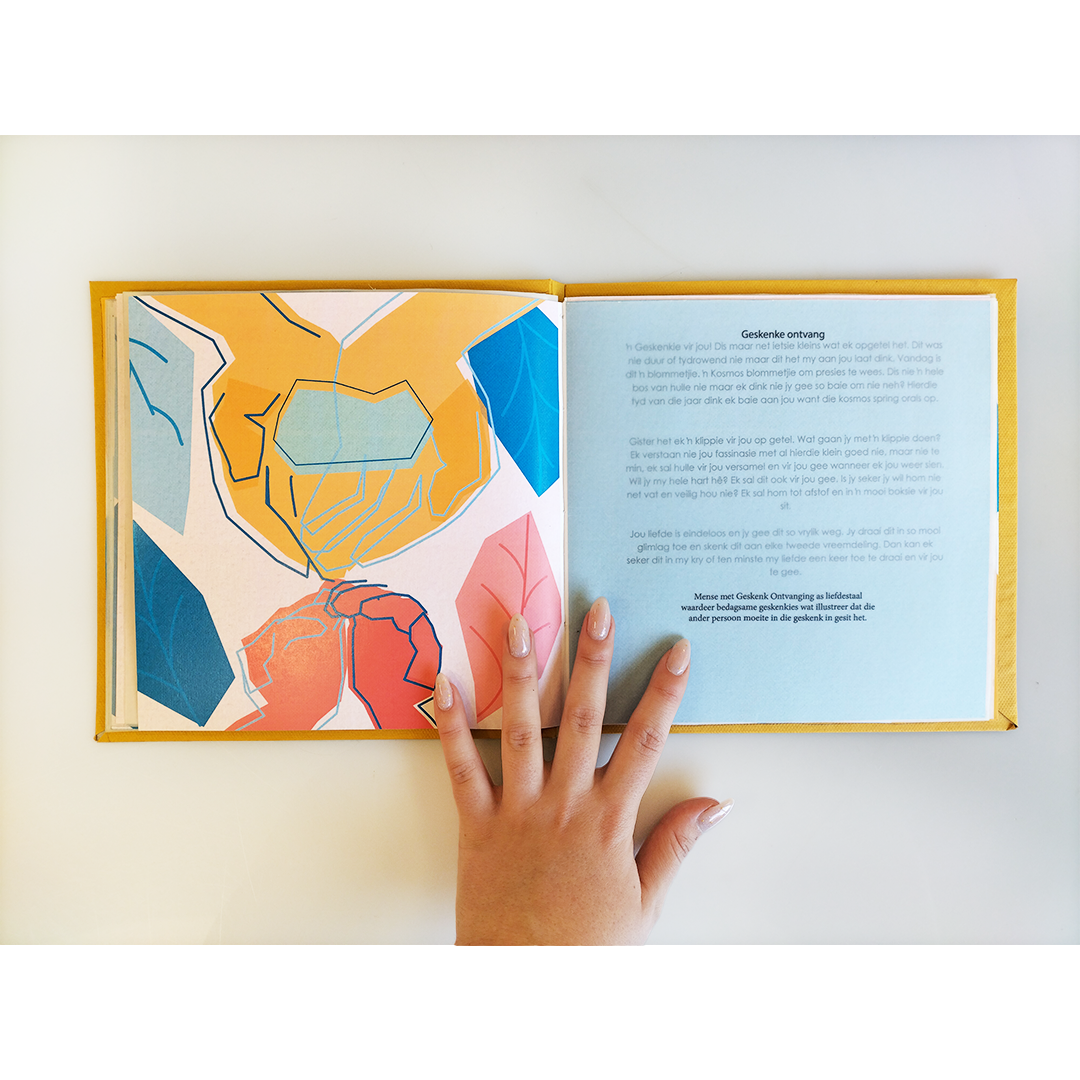 Geskenke ontvang
'n Geskenkie vir jou! Dis maar net ietsie kleins wat ek opgetel het. Dit was
nie duur of tydrowend nie maar dit het my aan jou laat dink. Vandag is
dit 'n blommetjie. 'n Kosmos blommetjie om presies te wees. Dis nie 'n hele
bos van hulle nie maar ek dink nie jy gee so baie om nie neh? Hierdie
tyd van die jaar dink ek baie aan jou want die kosmos spring orals op.
Gister het ek 'n klippie vir jou op getel. Wat gaan jy met 'n klippie doen?
Ek verstaan nie jou fassinasie met al hierdie klein goed nie, maar nie te
min, ek sal hulle vir jou versamel en vir jou gee wanneer ek jou weer sien.
Wil jy my hele hart hê? Ek sal dit ook vir jou gee. Is jy seker jy wil hom nie
net vat en veilig hou nie? Ek sal hom tot afstof en in 'n mooi boksie vir jou
sit.
Jou liefde is eindeloos en jy gee dit so vrylik weg. Jy draai dit in so mooi
glimlag toe en skenk dit aan elke tweede vreemdeling. Dan kan ek
seker dit in my kry of ten minste my liefde een keer toe te draai en vir jou
te gee.
Mense met Geskenk Ontvanging as liefdestaal
waardeer bedagsame geskenkies wat illustreer dat die
ander persoon moeite in die geskenk in gesit het.